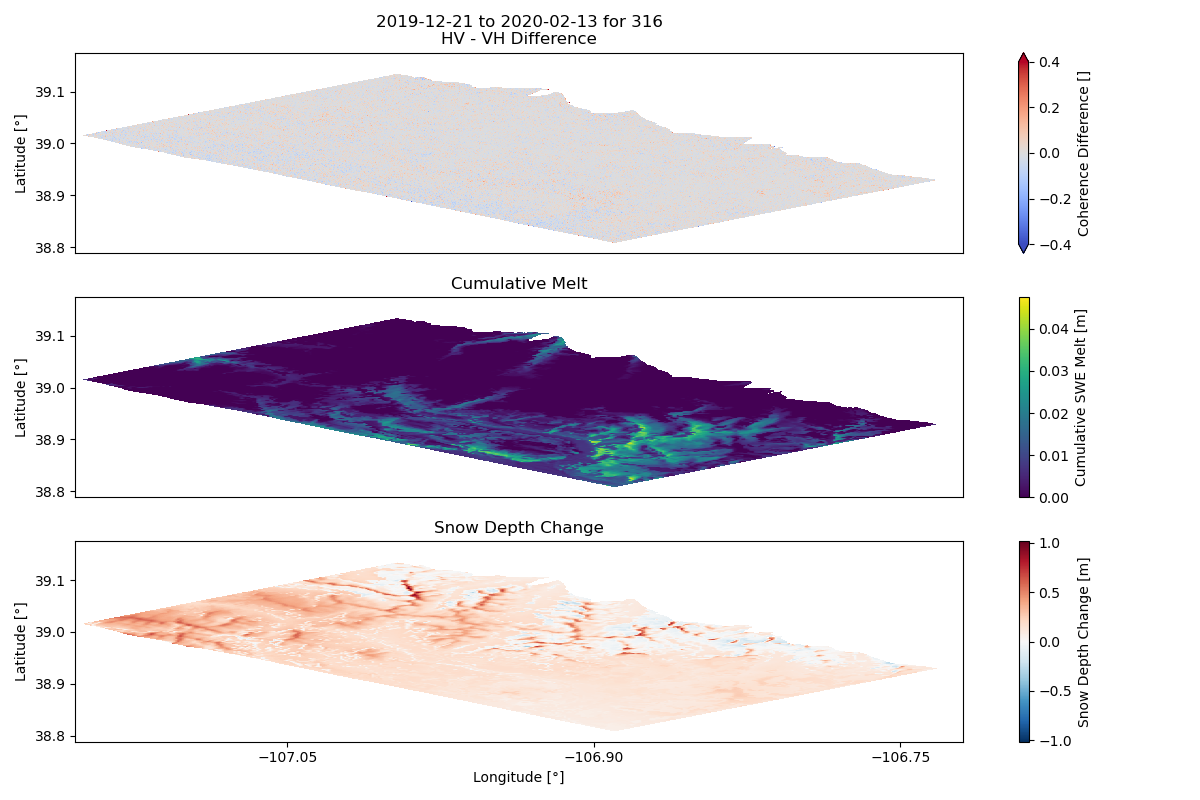 2019-12-21 to 2020-02-13 for 316
HV - VH Difference
Latitude [°]
39.1
39.0
38.9
38.8
0.4
0.2
0.0
−0.2
−0.4
Coherence Difference []
Cumulative Melt
Latitude [°]
39.1
39.0
38.9
38.8
0.04
0.03
0.02
0.01
0.00
Cumulative SWE Melt [m]
Snow Depth Change
Latitude [°]
39.1
39.0
38.9
38.8
1.0
0.5
0.0
−0.5
−1.0
Snow Depth Change [m]
−107.05
−106.90
−106.75
Longitude [°]